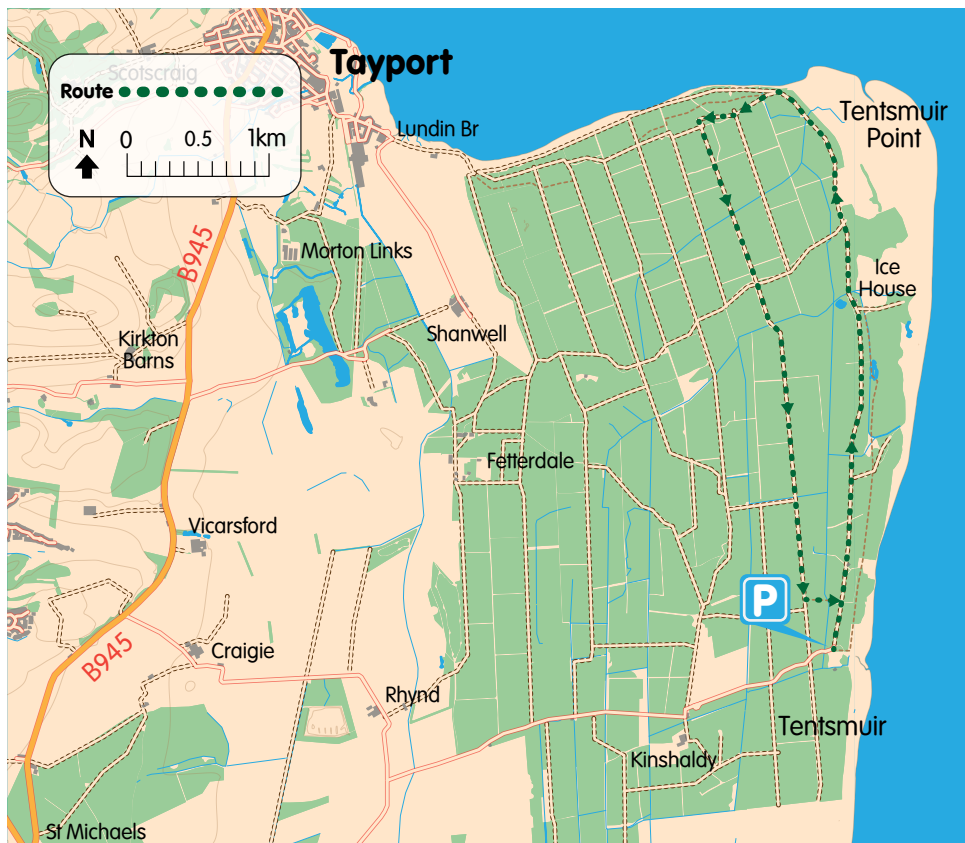 Tayport
Scotscraig
Route
N
0 0.5 1km
Lundin Br
Tentsmuir
Point
B945
Morton Links
Ice
House
Kirkton
Barns
Shanwell
Fetterdale
Vicarsford
P
B945
Craigie
Rhynd
Tentsmuir
Kinshaldy
St Michaels